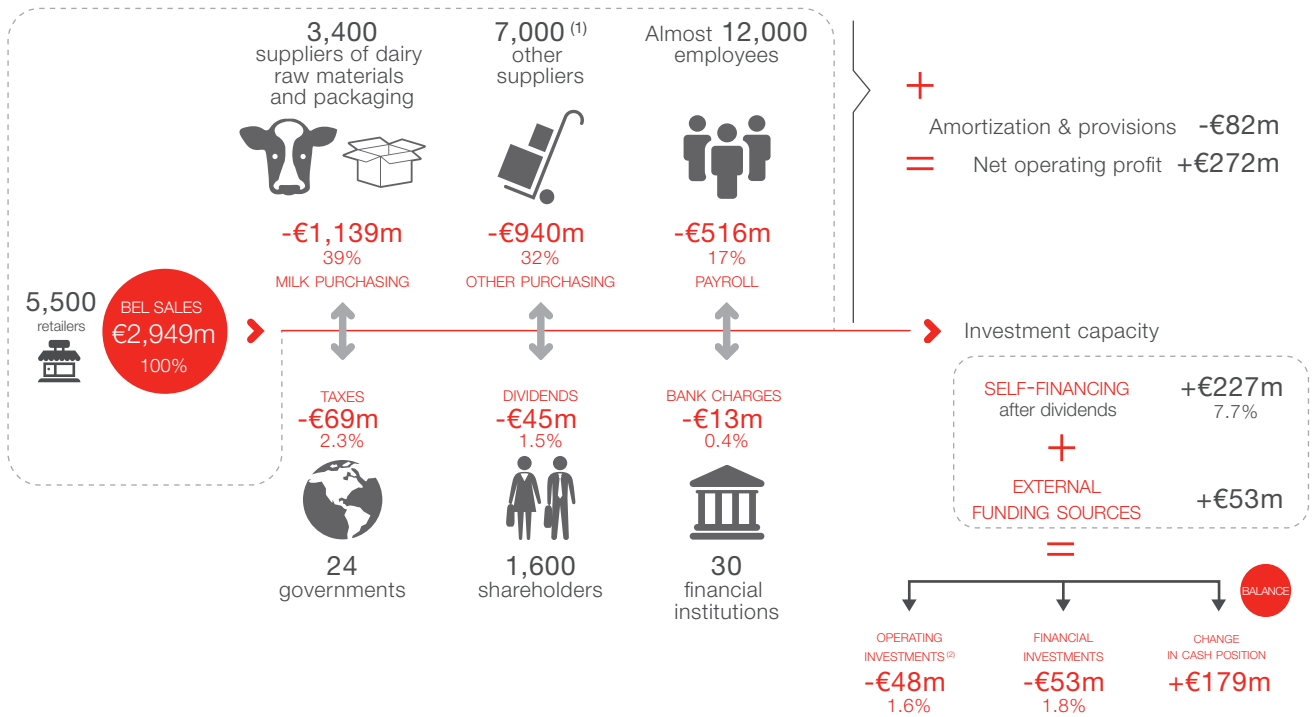 3,400
suppliers of dairy
raw materials
and packaging
7,000 (1)
other
suppliers
Almost 12,000
employees
-€1,139m
39%
MILK PURCHASING
-€940m
32%
OTHER PURCHASING
-€516m
17%
PAYROLL
+
Amortization & provisions -€82m
= Net operating profit +€272m
5,500
retailers
BEL SALES
€2,949m
100%
Investment capacity
TAXES
-€69m
2.3%
24
governments
DIVIDENDS
-€45m
1.5%
1,600
shareholders
BANK CHARGES
-€13m
0.4%
30
financial
institutions
SELF-FINANCING +€227m
after dividends 7.7%
+
EXTERNAL
FUNDING SOURCES +€53m
=
BALANCE
OPERATING
INVESTMENTS (2)
-€48m
1.6%
FINANCIAL
INVESTMENTS
-€53m
1.8%
CHANGE
IN CASH POSITION
+€179m